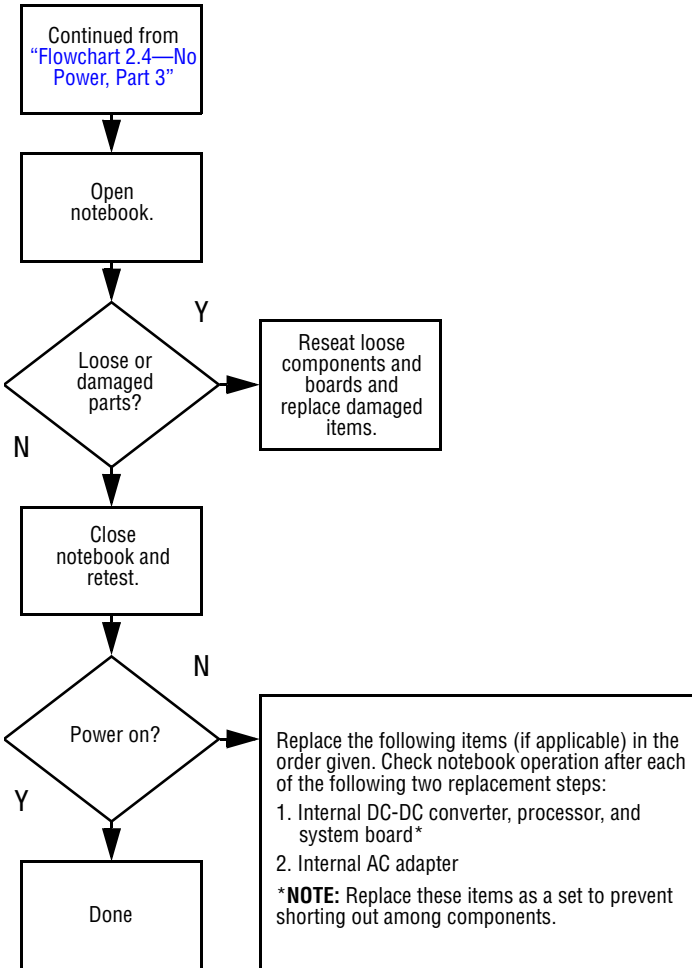 Continued from
“Flowchart 2.4—No
Power, Part 3”
Open
notebook.
Y
Loose or
damaged
parts?
Reseat loose
components and
boards and
replace damaged
items.
N
Close
notebook and
retest.
N
Power on?
Replace the following items (if applicable) in the
order given. Check notebook operation after each
of the following two replacement steps:
1. Internal DC-DC converter, processor, and
system board*
2. Internal AC adapter
*NOTE: Replace these items as a set to prevent
shorting out among components.
Y
Done